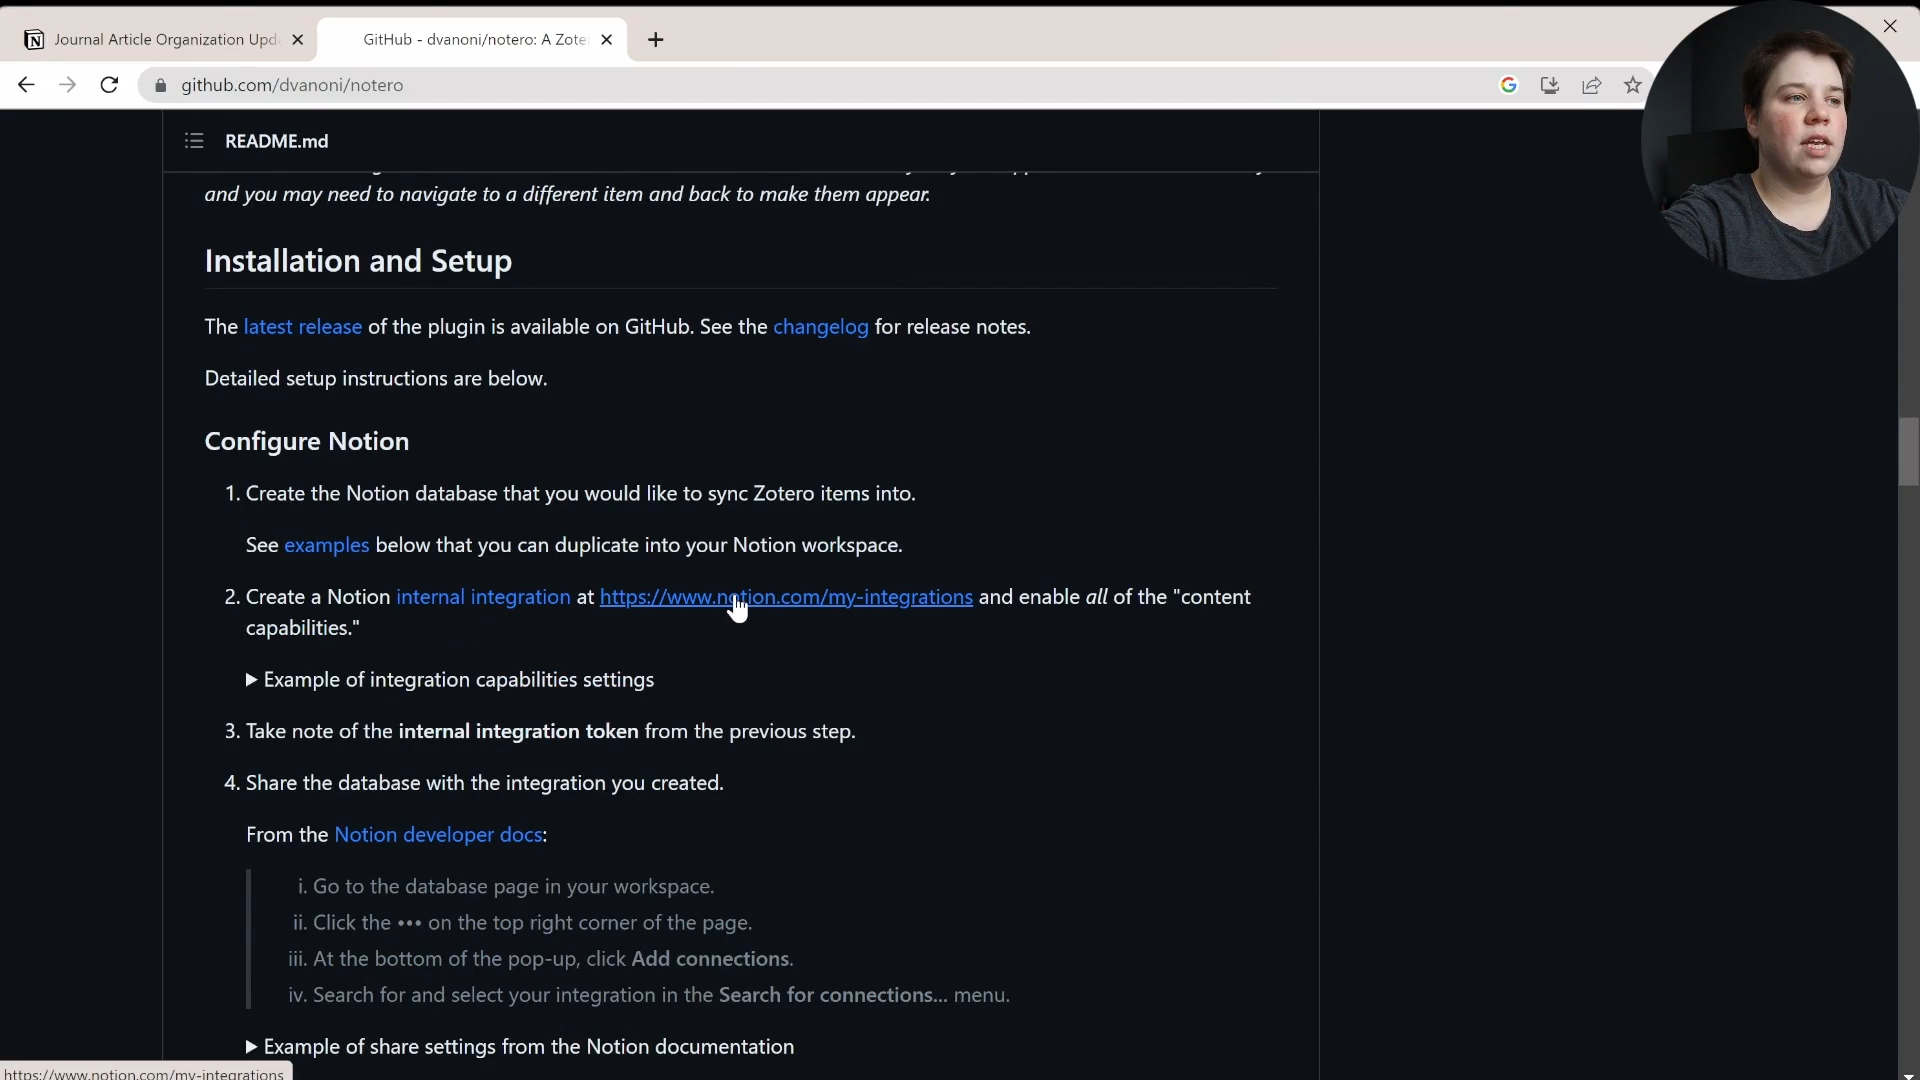 Journal Article Organization Upd
GitHub - dvanoni/notero: A Zote
github.com/dvanoni/notero
README.md
and you may need to navigate to a different item and back to make them appear.
Installation and Setup
The latest release of the plugin is available on GitHub. See the changelog for release notes.
Detailed setup instructions are below.
Configure Notion
1. Create the Notion database that you would like to sync Zotero items into.
See examples below that you can duplicate into your Notion workspace.
2. Create a Notion internal integration at https://www.notion.com/my-integrations and enable all of the "content
capabilities."
▶ Example of integration capabilities settings
3. Take note of the internal integration token from the previous step.
4. Share the database with the integration you created.
From the Notion developer docs:
i. Go to the database page in your workspace.
ii. Click the ••• on the top right corner of the page.
iii. At the bottom of the pop-up, click Add connections.
iv. Search for and select your integration in the Search for connections... menu.
▶ Example of share settings from the Notion documentation
https://www.notion.com/my-integrations